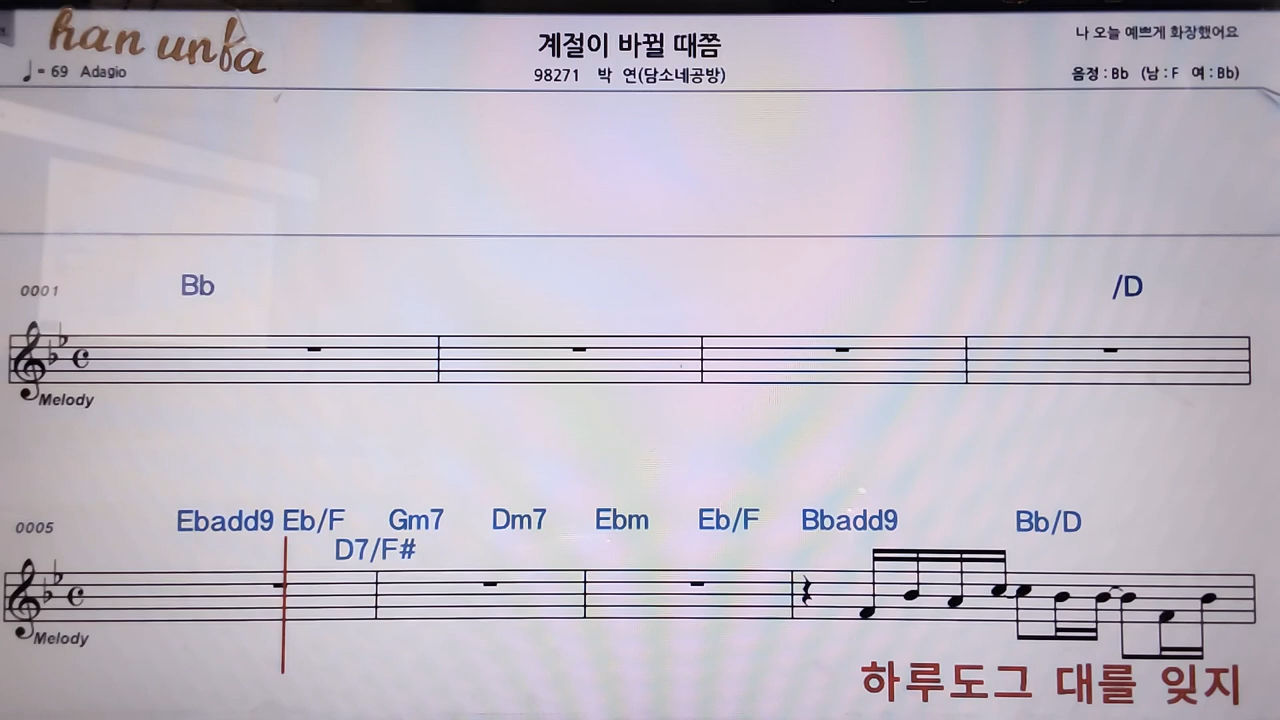 han unfa
♩= 69 Adagio
계절이 바뀔 때쯤
98271 박 연(담소네공방)
나 오늘 예쁘게 화장했어요
음정 : Bb (남 : F 여 : Bb)
0001 Bb /D
Melody
0005 Ebadd9 Eb/F Gm7 Dm7 Ebm Eb/F Bbadd9 Bb/D
D7/F#
Melody
하루도그 대를 잊지